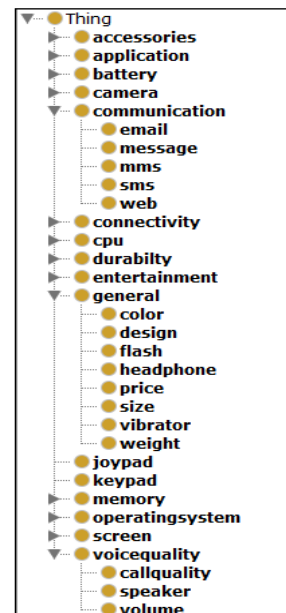 Thing
accessories
application
battery
camera
communication
email
message
mms
sms
web
connectivity
cpu
durabilty
entertainment
general
color
design
flash
headphone
price
size
vibrator
weight
joypad
keypad
memory
operatingsystem
screen
voicequality
callquality
speaker
volume